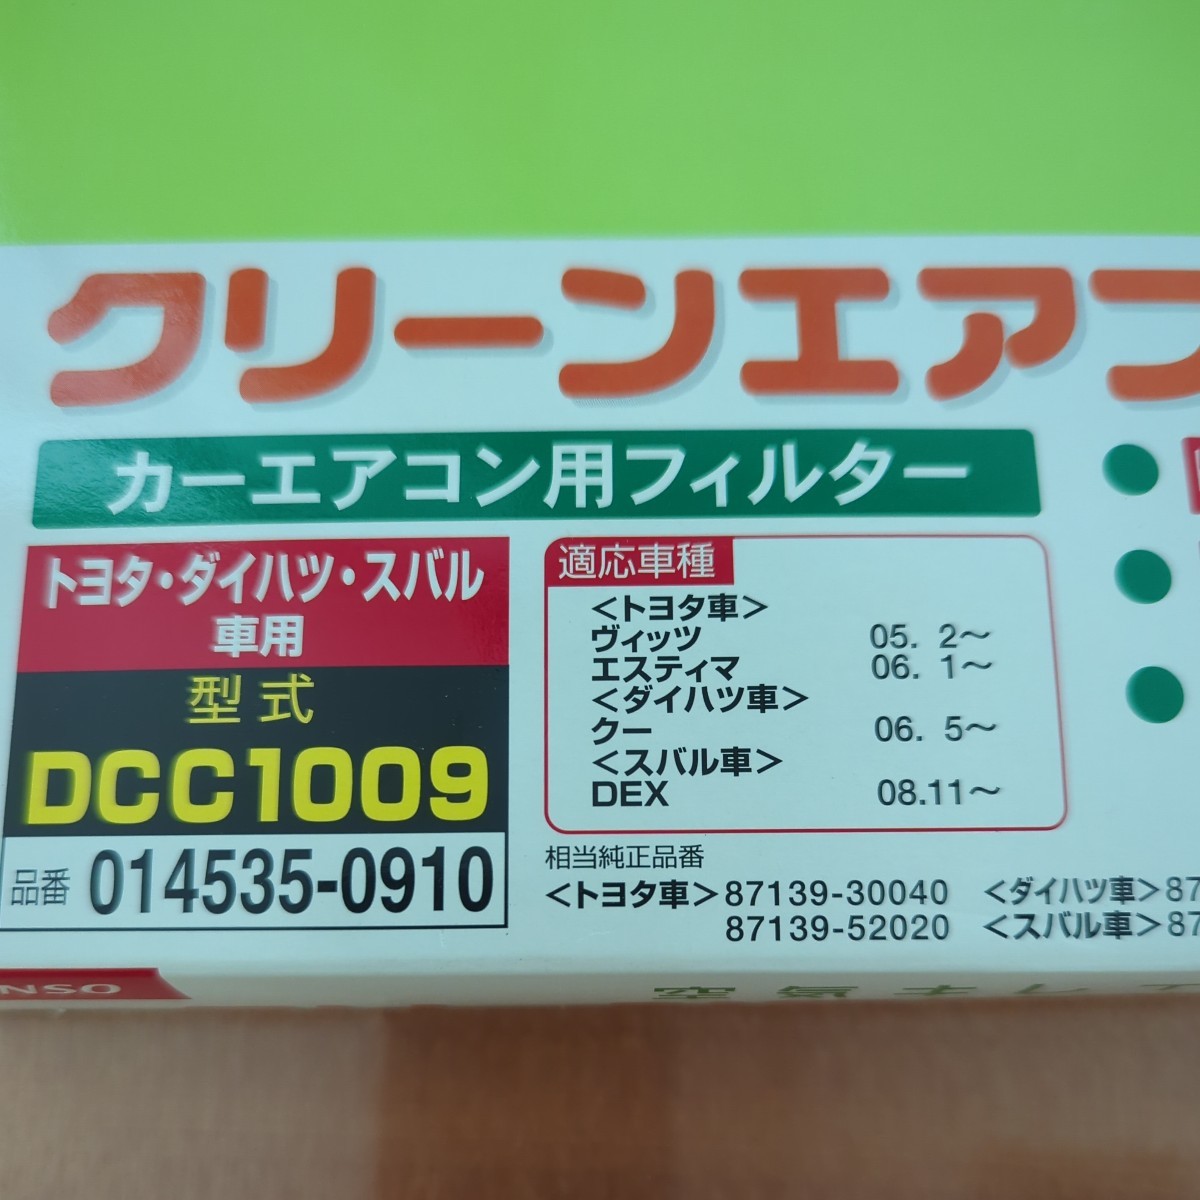 クリーンエアフ
カーエアコン用フィルター
トヨタ・ダイハツ・スバル
車用
型式
DCC1009
品番 014535-0910
適応車種
<トヨタ車>
ヴィッツ 05. 2～
エスティマ 06. 1～
<ダイハツ車>
クー 06. 5～
<スバル車>
DEX 08.11～
相当純正品番
<トヨタ車>87139-30040 <ダイハツ車>87
87139-52020 <スバル車>87
NSO
空気キレイ